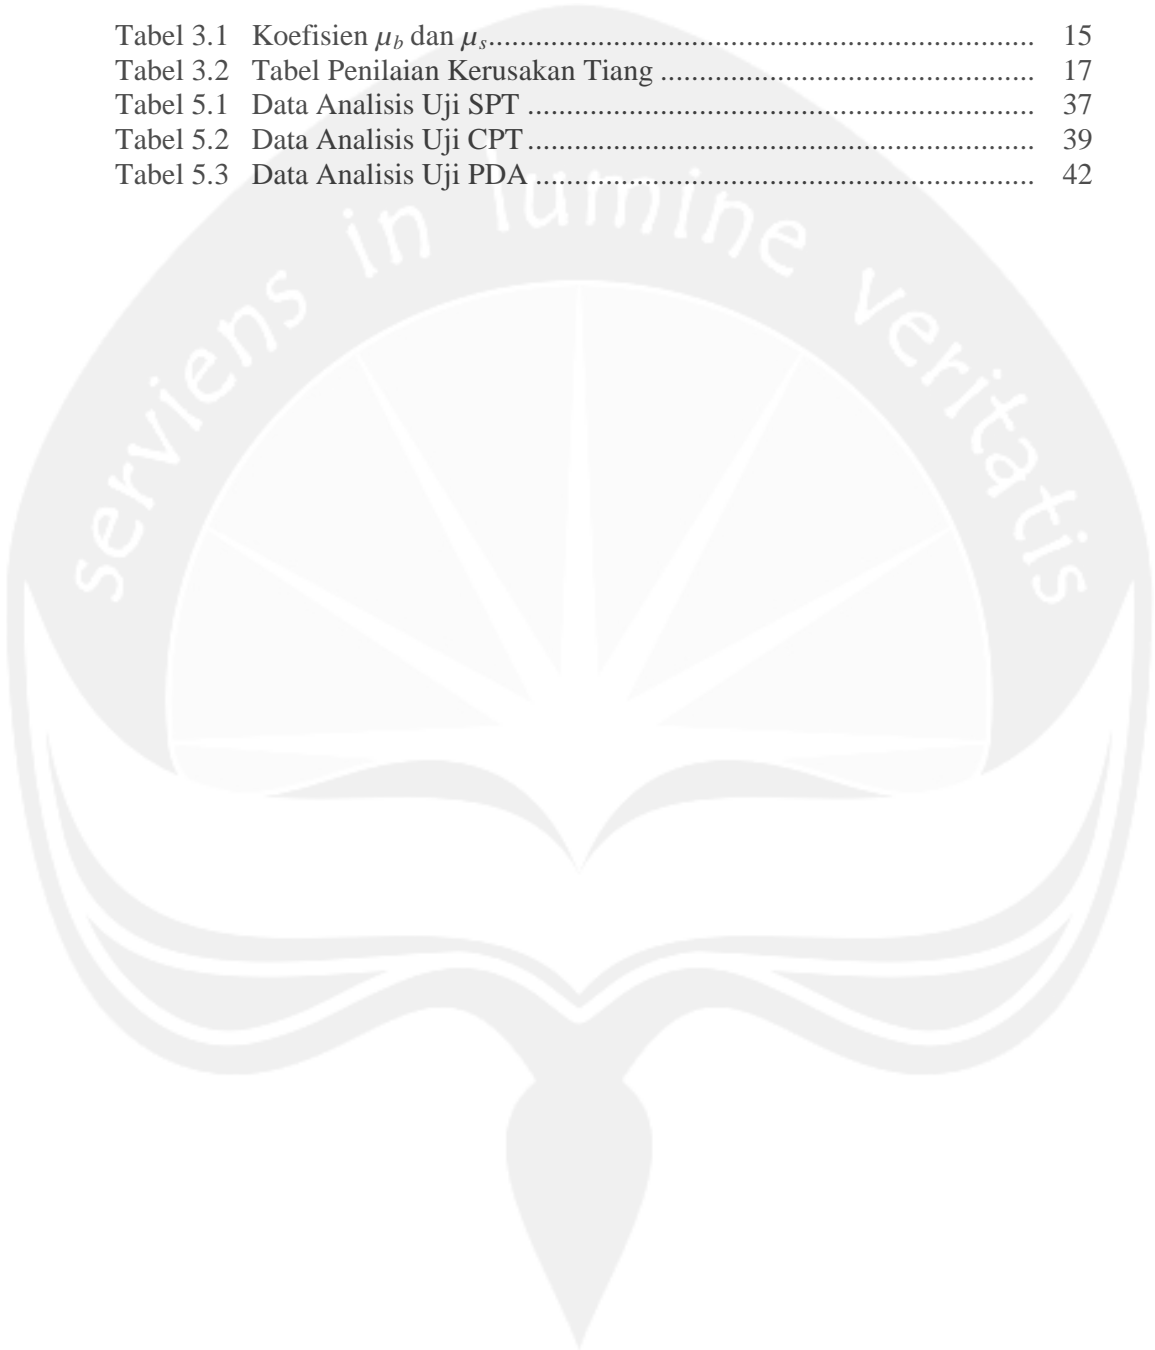 Tabel 3.1 Koefisien μb dan μs.................................................................... 15
Tabel 3.2 Tabel Penilaian Kerusakan Tiang ............................................... 17
Tabel 5.1 Data Analisis Uji SPT ................................................................ 37
Tabel 5.2 Data Analisis Uji CPT ................................................................ 39
Tabel 5.3 Data Analisis Uji PDA ............................................................... 42
serviens in lumine veritatis